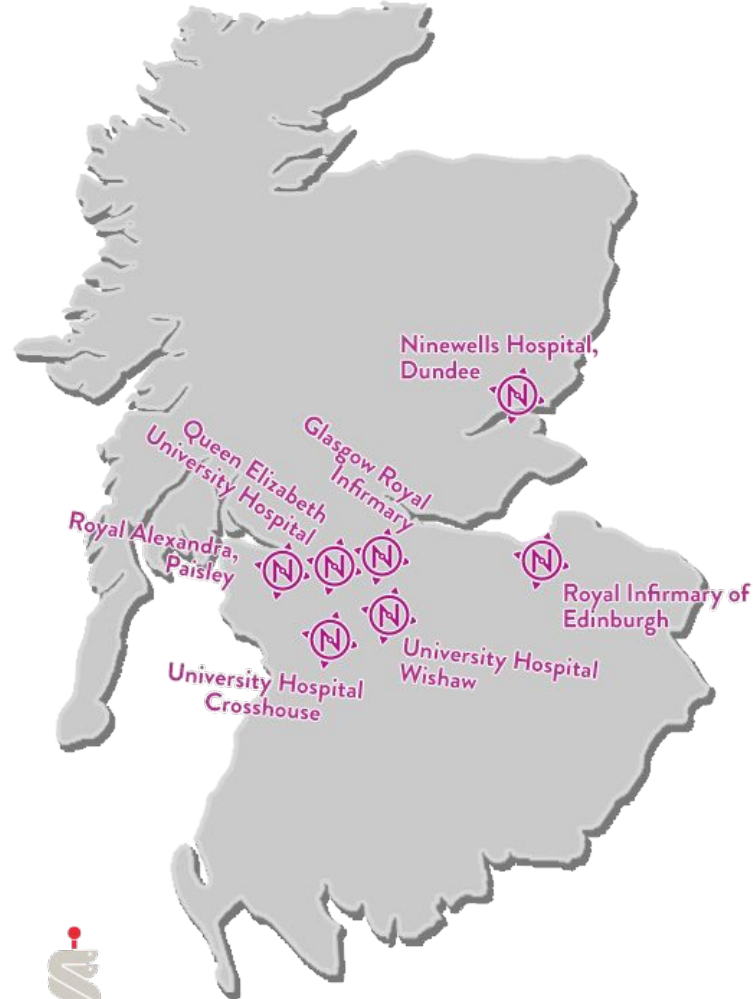 Ninewells Hospital,
Dundee
Queen Elizabeth
University Hospital
Glasgow Royal
Infirmary
Royal Alexandra,
Paisley
Royal Infirmary of
Edinburgh
University Hospital
Wishaw
University Hospital
Crosshouse
N
N
N
N
N
N
N